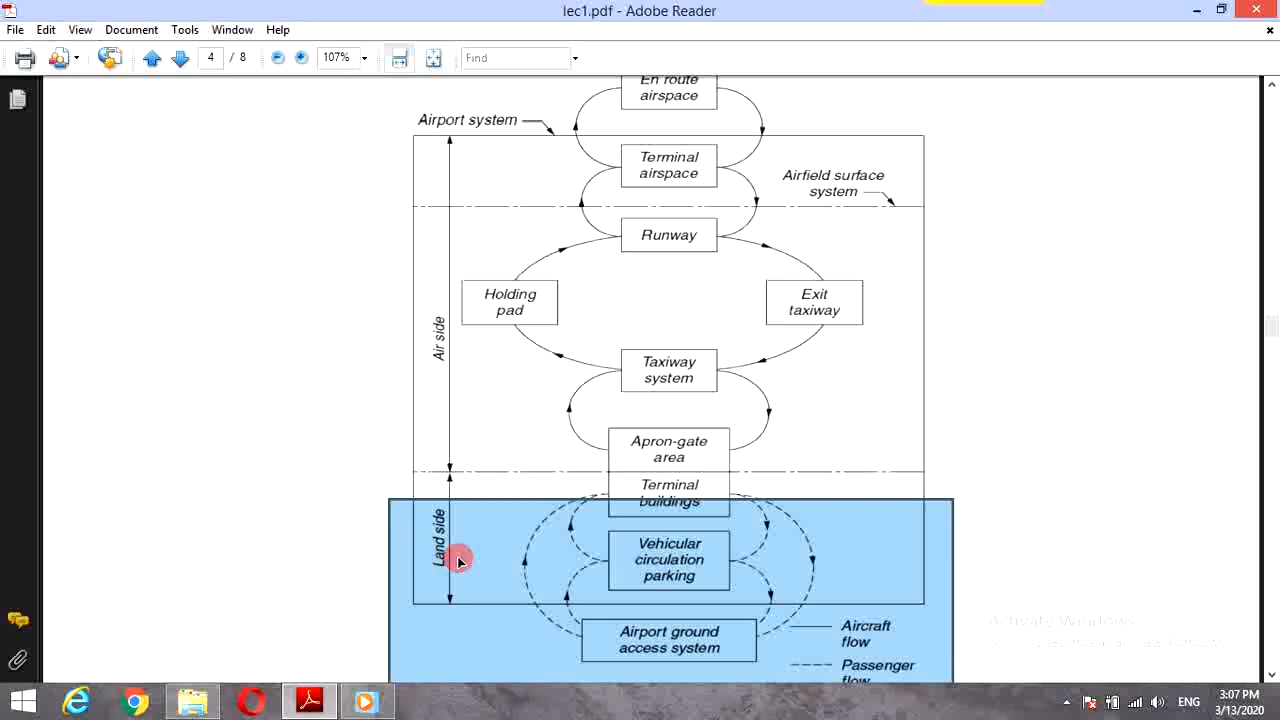 lec1.pdf - Adobe Reader
File Edit View Document Tools Window Help
4 / 8 107% Find
En route
airspace
Airport system
Terminal
airspace
Airfield surface
system
Runway
Holding
pad
Exit
taxiway
Air side
Taxiway
system
Apron-gate
area
Terminal
buildings
Land side
Vehicular
circulation
parking
Airport ground
access system
Aircraft
flow
Passenger
flow
Activate Windows
ENG
3:07 PM
3/13/2020